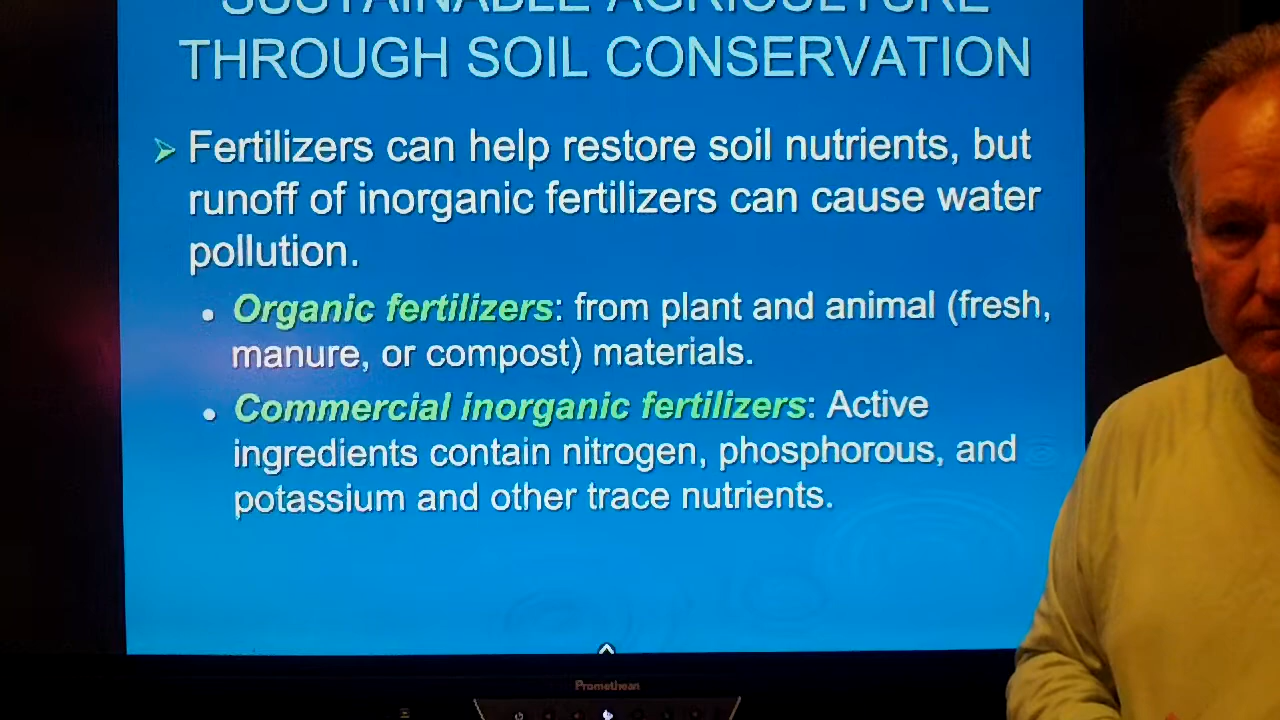 SUSTAINABLE AGRICULTURE
THROUGH SOIL CONSERVATION
Fertilizers can help restore soil nutrients, but
runoff of inorganic fertilizers can cause water
pollution.
Organic fertilizers: from plant and animal (fresh,
manure, or compost) materials.
Commercial inorganic fertilizers: Active
ingredients contain nitrogen, phosphorous, and
potassium and other trace nutrients.
Promethean